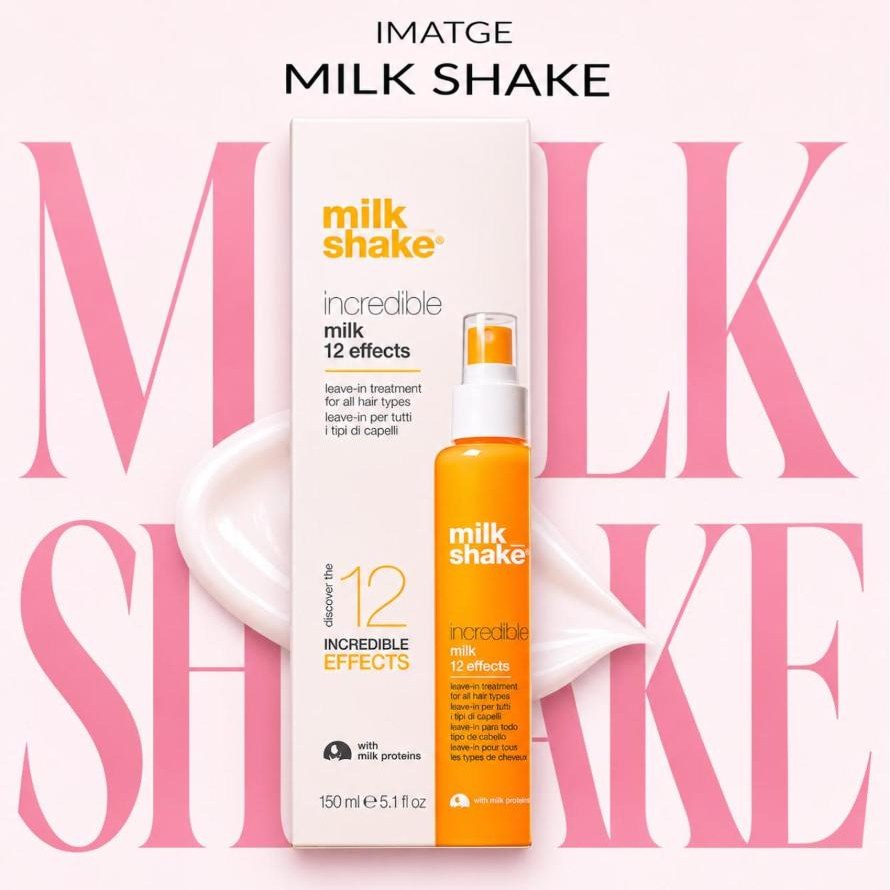 IMATGE
MILK SHAKE
MILK
SHAKE
milk
shake®
incredible
milk
12 effects
leave-in treatment
for all hair types
leave-in per tutti
i tipi di capelli
discover the
12
INCREDIBLE
EFFECTS
with
milk proteins
150 ml e 5.1 fl oz
milk
shake®
incredible
milk
12 effects
leave-in treatment
for all hair types
leave-in per tutti
i tipi di capelli
leave-in para todo
tipo de cabello
leave-in pour tous
les types de cheveux
with milk proteins